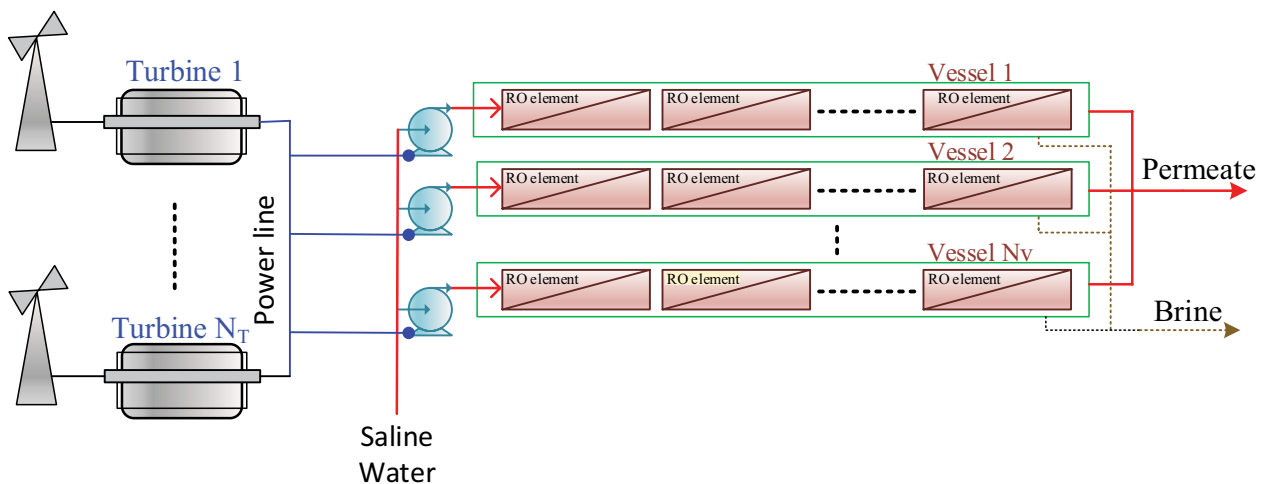 Turbine 1
Turbine N_T
Power line
Saline
Water
Vessel 1
RO element
RO element
RO element
Vessel 2
RO element
RO element
RO element
Vessel Nv
RO element
RO element
RO element
Permeate
Brine